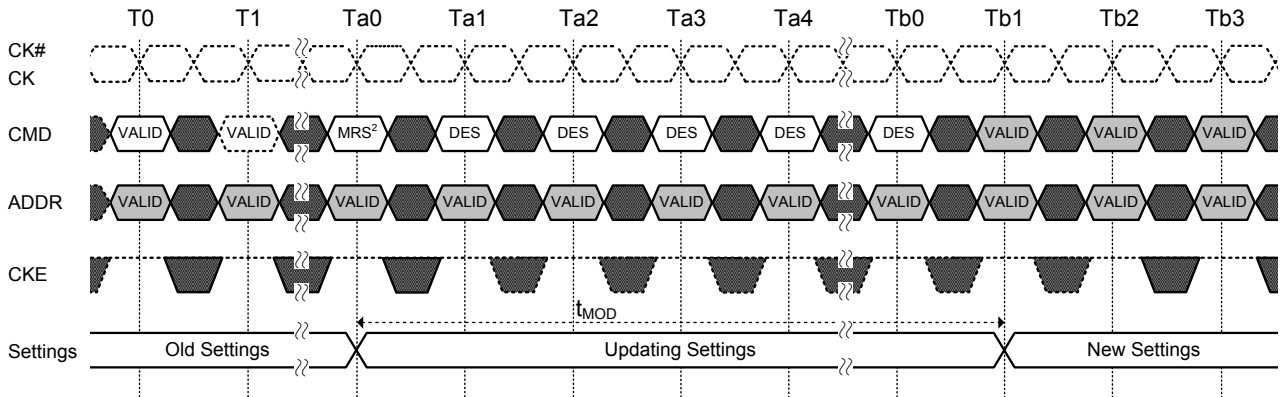 T0 T1 Ta0 Ta1 Ta2 Ta3 Ta4 Tb0 Tb1 Tb2 Tb3
CK#
CK
CMD VALID VALID MRS² DES DES DES DES DES VALID VALID VALID
ADDR VALID VALID VALID VALID VALID VALID VALID VALID VALID VALID VALID
CKE
tMOD
Settings Old Settings Updating Settings New Settings